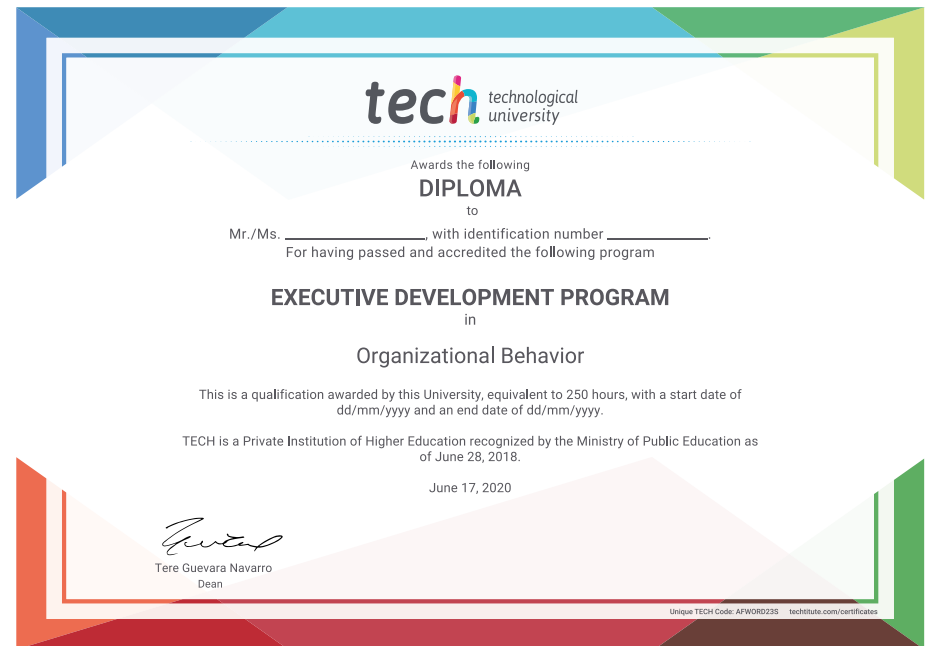 tech technological
university
Awards the following
DIPLOMA
to
Mr./Ms. ____________________, with identification number ______________.
For having passed and accredited the following program
EXECUTIVE DEVELOPMENT PROGRAM
in
Organizational Behavior
This is a qualification awarded by this University, equivalent to 250 hours, with a start date of
dd/mm/yyyy and an end date of dd/mm/yyyy.
TECH is a Private Institution of Higher Education recognized by the Ministry of Public Education as
of June 28, 2018.
June 17, 2020
Tere Guevara Navarro
Dean
Unique TECH Code: AFWORD23S techtitute.com/certificates